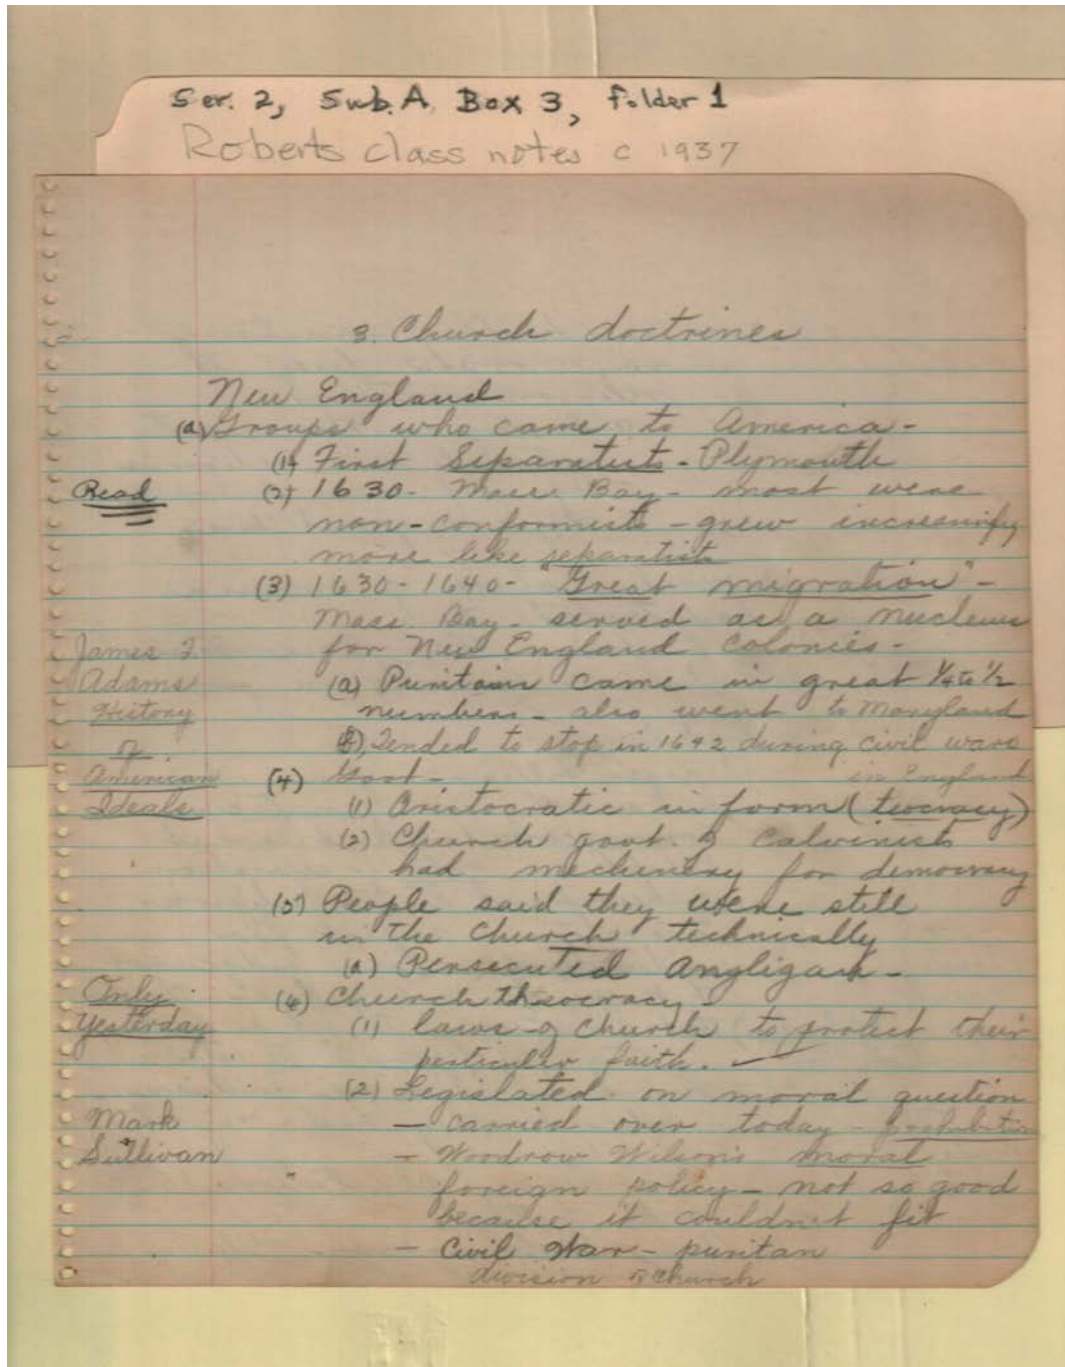 Ser. 2, Sub. A, Box 3, Folder 1
Roberts class notes c 1937
3. Church doctrines
New England
(a) Groups who came to America -
(1) First Separatists - Plymouth
Read
(2) 1630 - Mass. Bay - most were
non-conformists - grew increasingly
more like separatists
(3) 1630 - 1640 - "Great migration" -
Mass. Bay - served as a nucleus
for New England Colonies -
(a) Puritans came in great 1/4 to 1/2
numbers - also went to Maryland
(b) Tended to stop in 1642 during civil wars
in England
James T.
Adams
History
of
American
Ideals
(4) Govt -
(1) Aristocratic in form (teocracy)
(2) Church govt. of Calvinists
had machinery for democracy
(5) People said they were still
in the Church technically
(a) Persecuted Angligan -
Only
Yesterday
(6) Church theocracy -
(1) laws of Church to protect their
perticular faith.
(2) Legislated on moral question
- carried over today prohibition
Mark
Sullivan
- Woodrow Wilson's moral
foreign policy - not so good
because it couldn't fit
- Civil War - puritan
division of Church